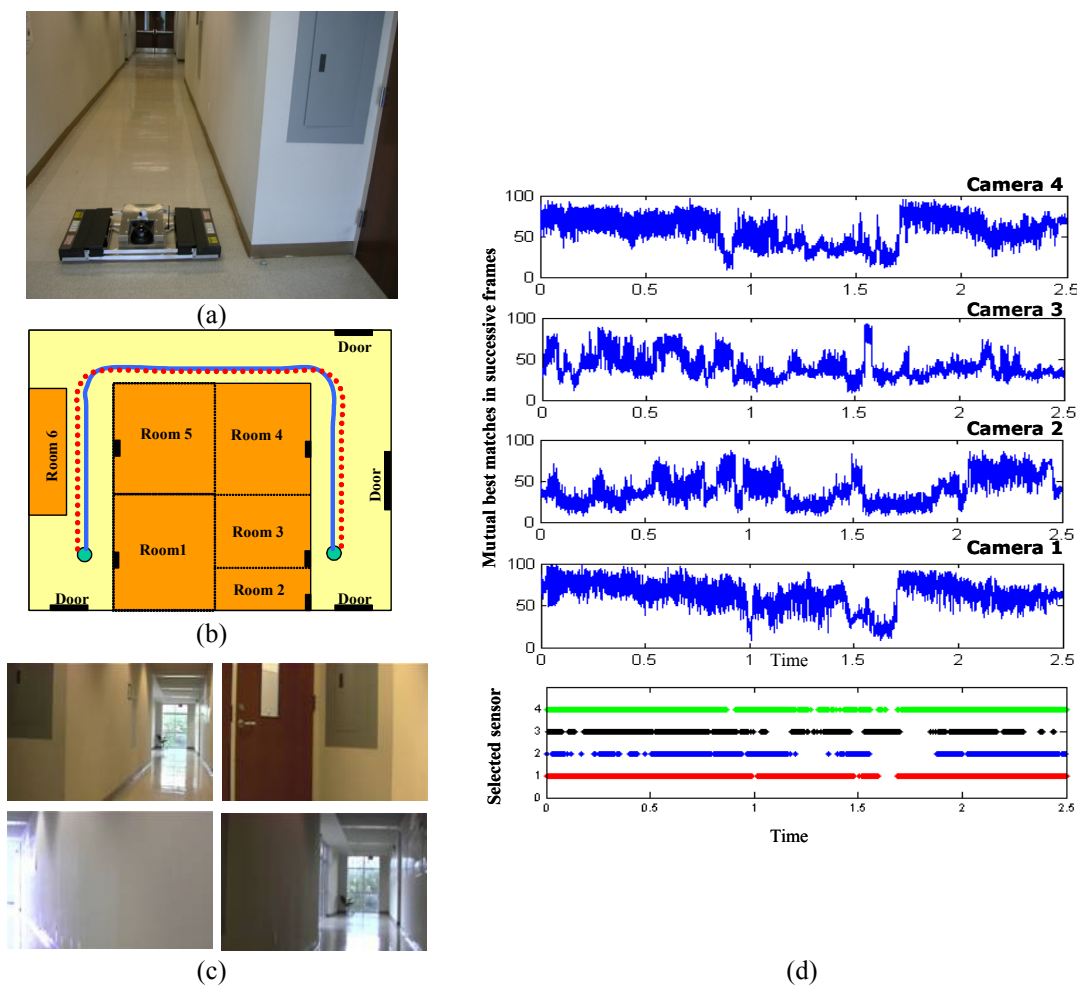 (a)
Door
Room 6
Room 5
Room 4
Door
Room1
Room 3
Room 2
Door
Door
(b)
(c)
Mutual best matches in successive frames
Camera 4
100
50
0
0 0.5 1 1.5 2 2.5
Camera 3
100
50
0
0 0.5 1 1.5 2 2.5
Camera 2
100
50
0
0 0.5 1 1.5 2 2.5
Camera 1
100
50
0
0 0.5 1 1.5 2 2.5
Time
Selected sensor
4
3
2
1
0
0 0.5 1 1.5 2 2.5
Time
(d)